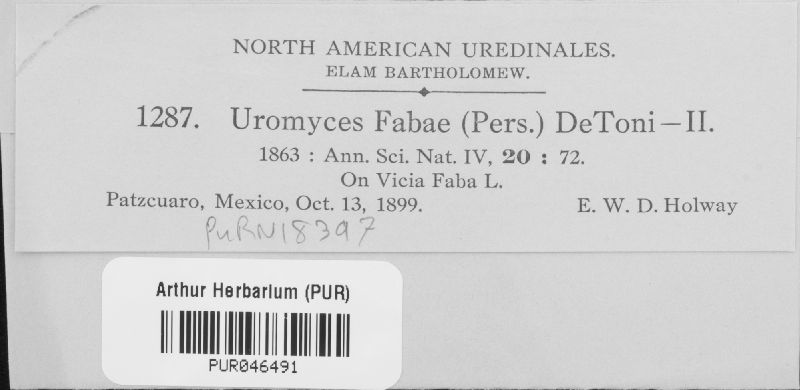 NORTH AMERICAN UREDINALES.
ELAM BARTHOLOMEW.
1287. Uromyces Fabae (Pers.) DeToni—II.
1863 : Ann. Sci. Nat. IV, 20 : 72.
On Vicia Faba L.
Patzcuaro, Mexico, Oct. 13, 1899. E. W. D. Holway
PURN18397
Arthur Herbarium (PUR)
PUR046491